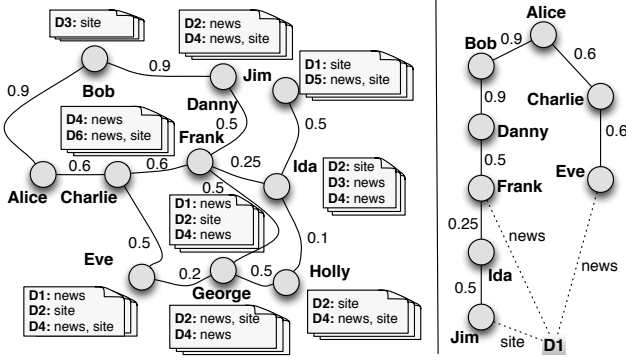 D3: site
0.9
Bob
0.9
D2: news
D4: news, site
Danny
Jim
D1: site
D5: news, site
D4: news
D6: news, site
Frank
0.5
0.5
0.6
0.6
0.25
Ida
D2: site
D3: news
D4: news
Alice
Charlie
0.5
D1: news
D2: site
D4: news
0.1
Eve
0.5
0.2
0.5
George
Holly
D1: news
D2: site
D4: news, site
D2: news, site
D4: news
D2: site
D4: news, site
Alice
Bob
0.9
0.6
Charlie
0.9
Danny
0.6
0.5
Eve
Frank
0.25
news
news
Ida
0.5
Jim
site
D1